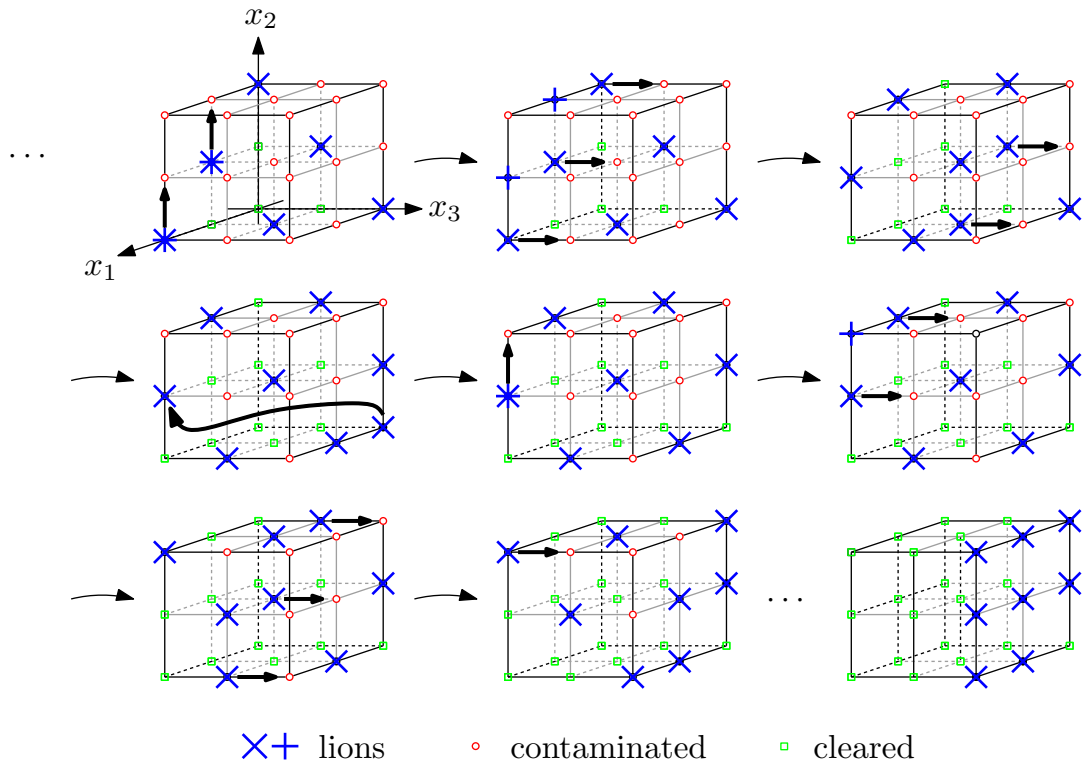 x₂
...
x₃
x₁
...
lions contaminated cleared